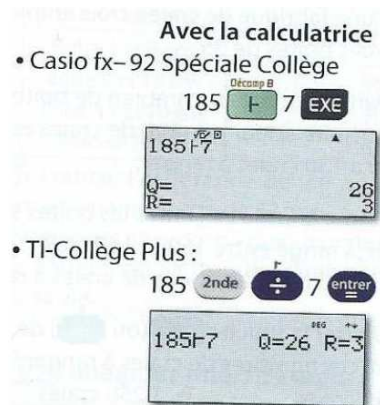 Avec la calculatrice
• Casio fx–92 Spéciale Collège
Décomp B
185 ⊢ 7 EXE
185⊢7
Q= 26
R= 3
• TI-Collège Plus :
r
185 2nde ÷ 7 entrer =
DEG
185⊢7 Q=26 R=3